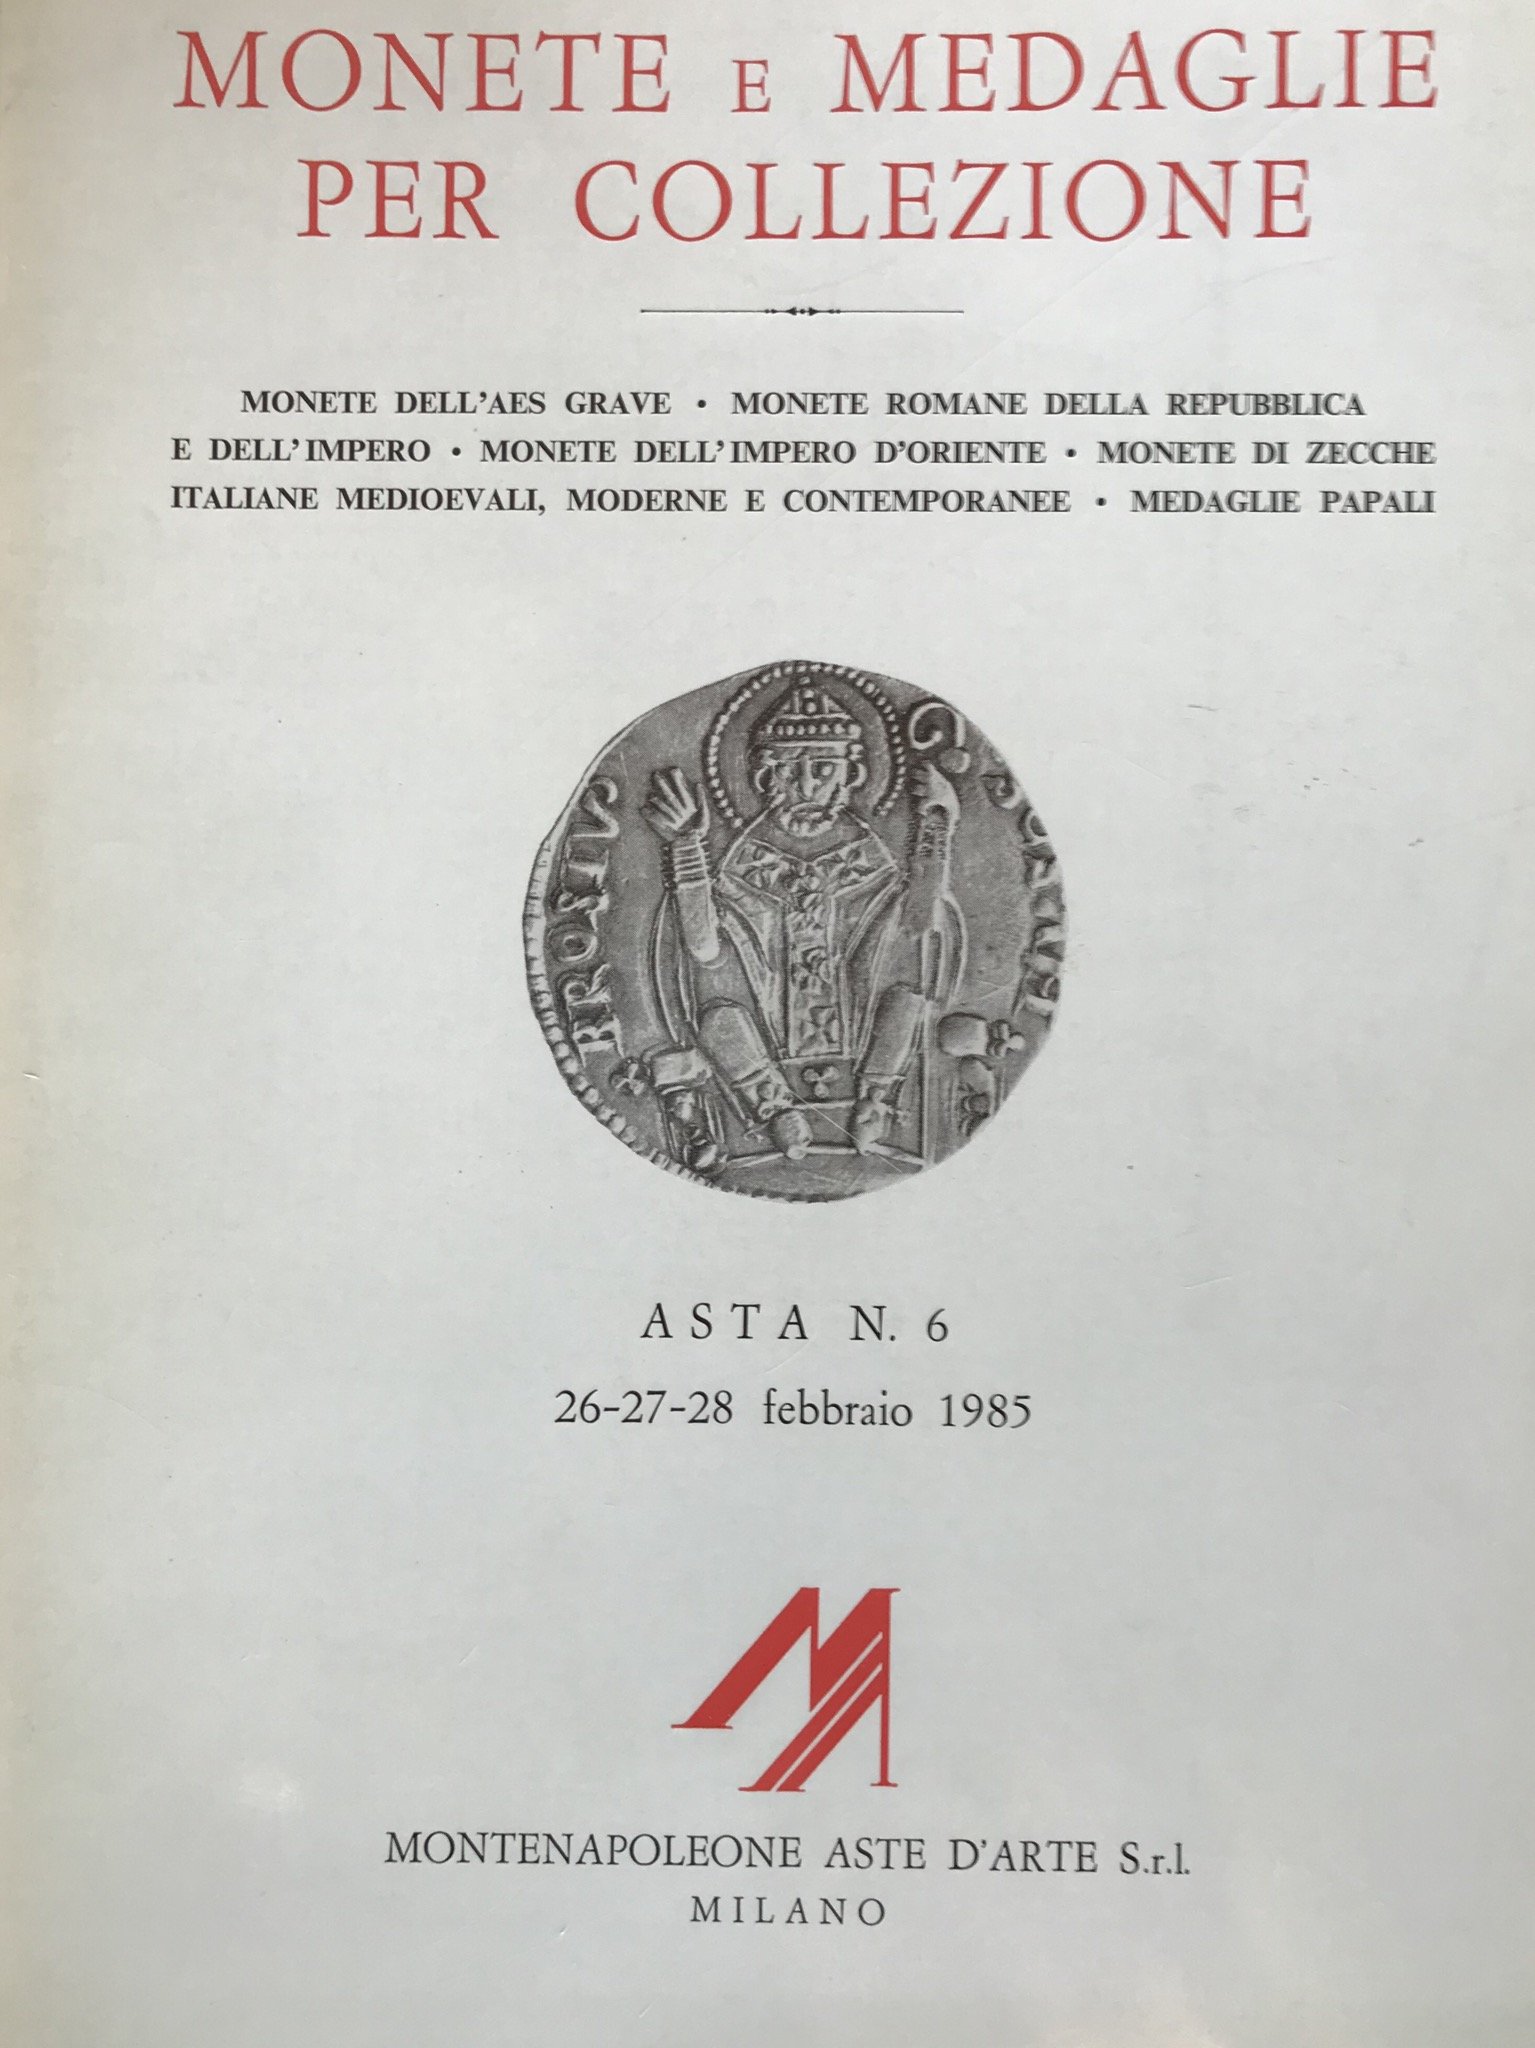 MONETE E MEDAGLIE
PER COLLEZIONE
MONETE DELL'AES GRAVE • MONETE ROMANE DELLA REPUBBLICA
E DELL'IMPERO • MONETE DELL'IMPERO D'ORIENTE • MONETE DI ZECCHE
ITALIANE MEDIOEVALI, MODERNE E CONTEMPORANEE • MEDAGLIE PAPALI
ASTA N. 6
26-27-28 febbraio 1985
MONTENAPOLEONE ASTE D'ARTE S.r.l.
MILANO